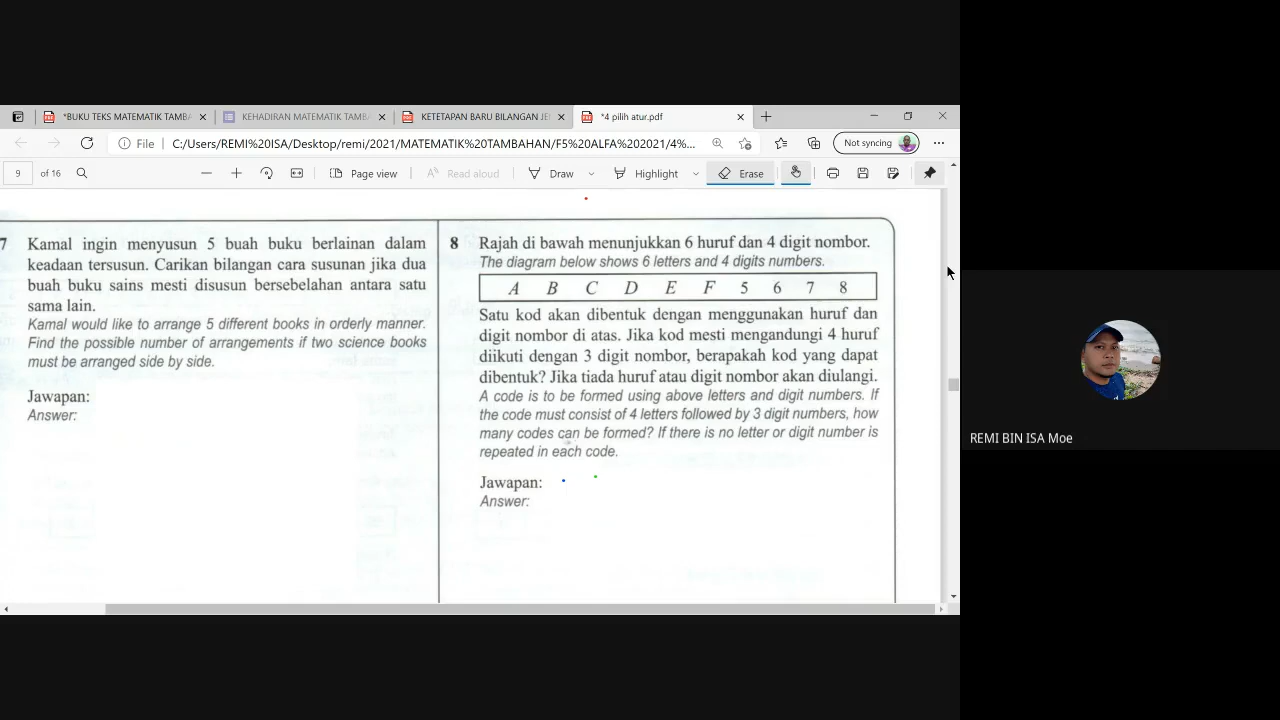 *BUKU TEKS MATEMATIK TAMBA
KEHADIRAN MATEMATIK TAMB
KETETAPAN BARU BILANGAN JE
*4 pilih atur.pdf
File
C:/Users/REMI%20ISA/Desktop/remi/2021/MATEMATIK%20TAMBAHAN/F5%20ALFA%202021/4%...
Not syncing
9 of 16
Page view
Read aloud
Draw
Highlight
Erase
7 Kamal ingin menyusun 5 buah buku berlainan dalam
keadaan tersusun. Carikan bilangan cara susunan jika dua
buah buku sains mesti disusun bersebelahan antara satu
sama lain.
Kamal would like to arrange 5 different books in orderly manner.
Find the possible number of arrangements if two science books
must be arranged side by side.
Jawapan:
Answer:
8 Rajah di bawah menunjukkan 6 huruf dan 4 digit nombor.
The diagram below shows 6 letters and 4 digits numbers.
A B C D E F 5 6 7 8
Satu kod akan dibentuk dengan menggunakan huruf dan
digit nombor di atas. Jika kod mesti mengandungi 4 huruf
diikuti dengan 3 digit nombor, berapakah kod yang dapat
dibentuk? Jika tiada huruf atau digit nombor akan diulangi.
A code is to be formed using above letters and digit numbers. If
the code must consist of 4 letters followed by 3 digit numbers, how
many codes can be formed? If there is no letter or digit number is
repeated in each code.
Jawapan:
Answer:
REMI BIN ISA Moe